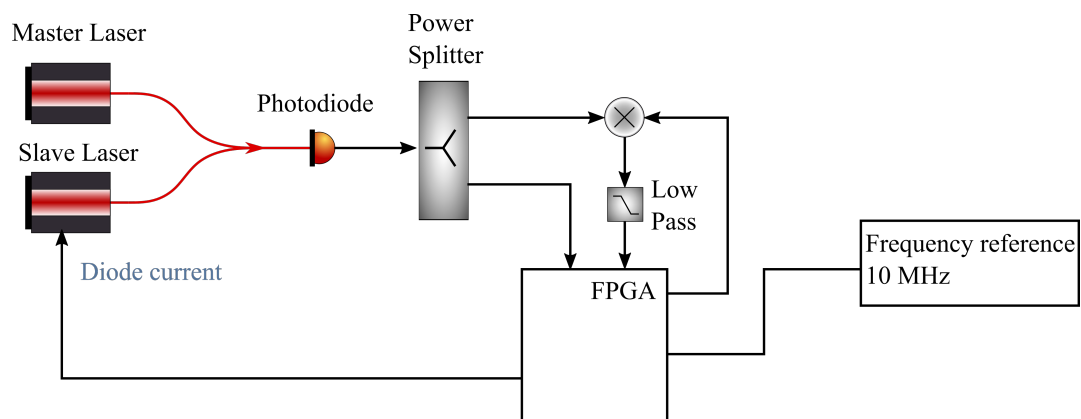 Master Laser
Power
Splitter
Photodiode
Slave Laser
Low
Pass
Frequency reference
10 MHz
Diode current
FPGA